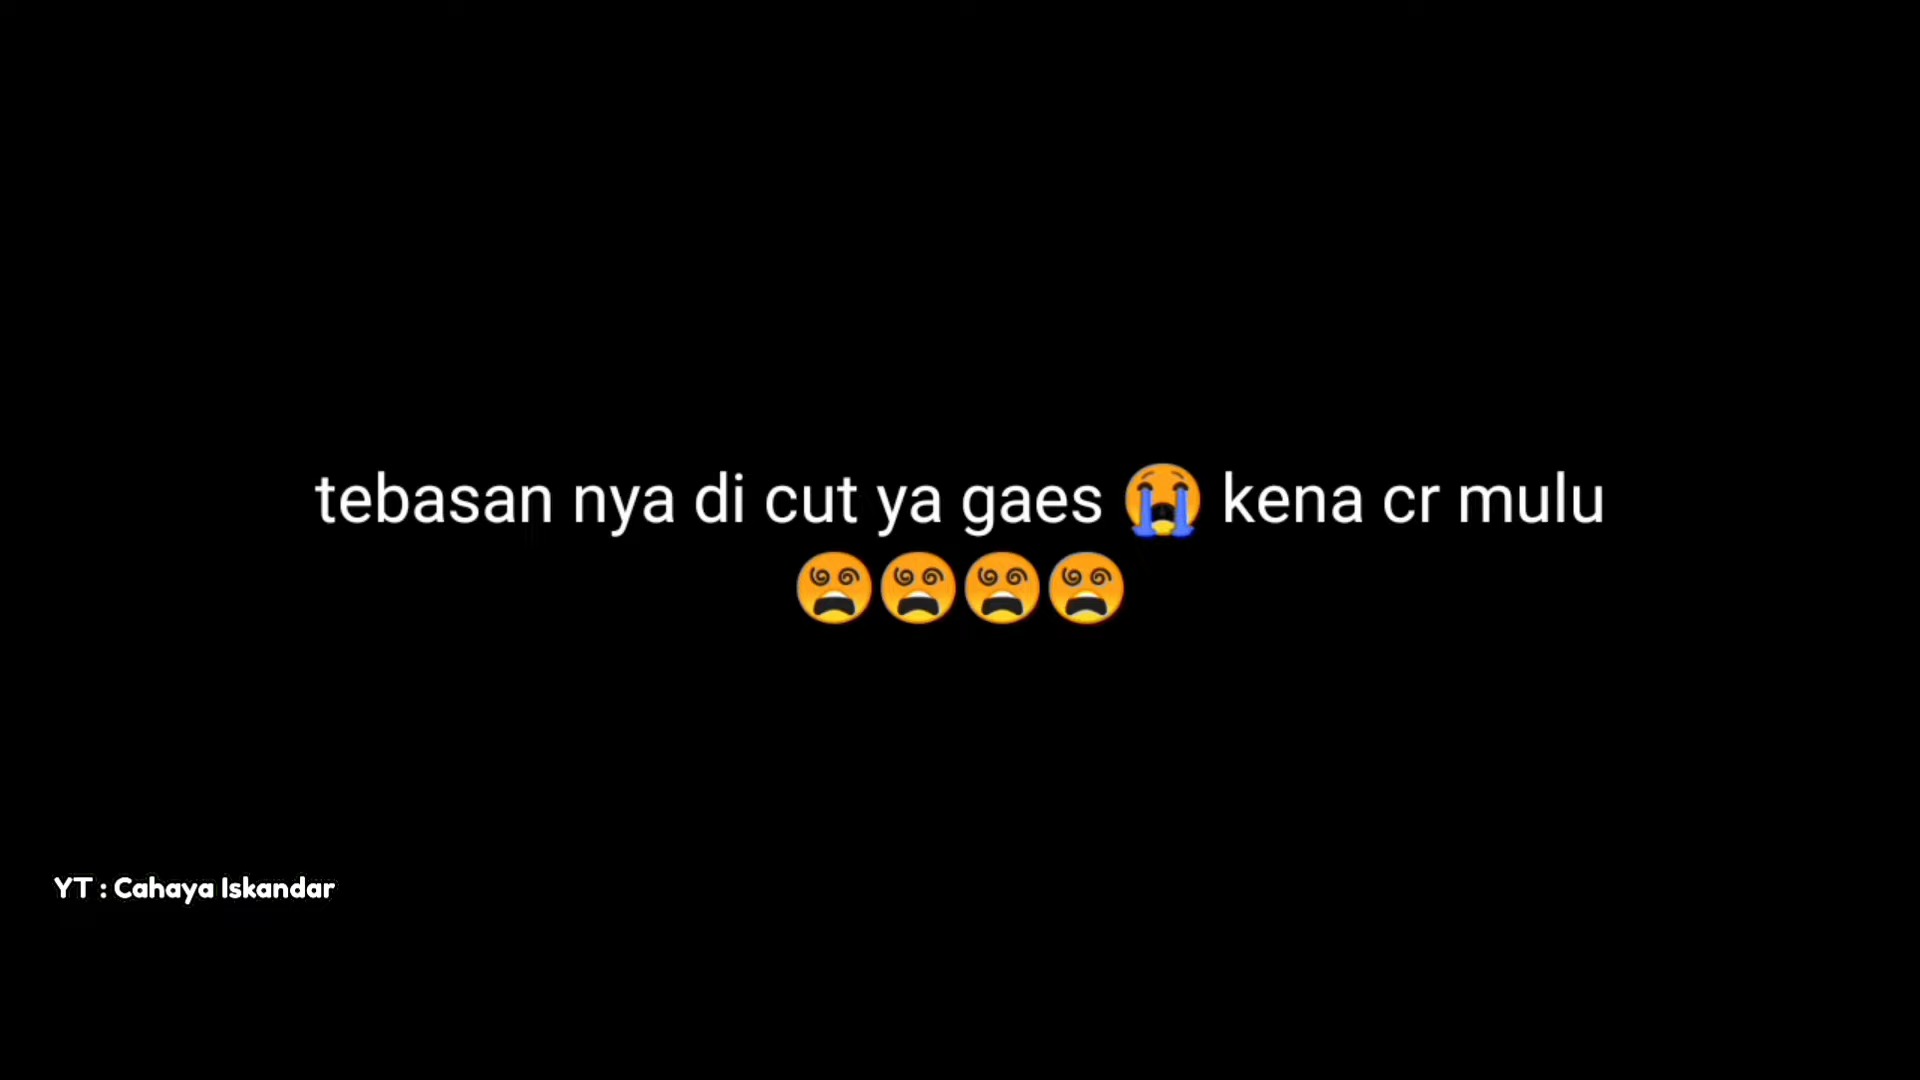 tebasan nya di cut ya gaes 😭 kena cr mulu
😵‍💫😵‍💫😵‍💫😵‍💫
YT : Cahaya Iskandar